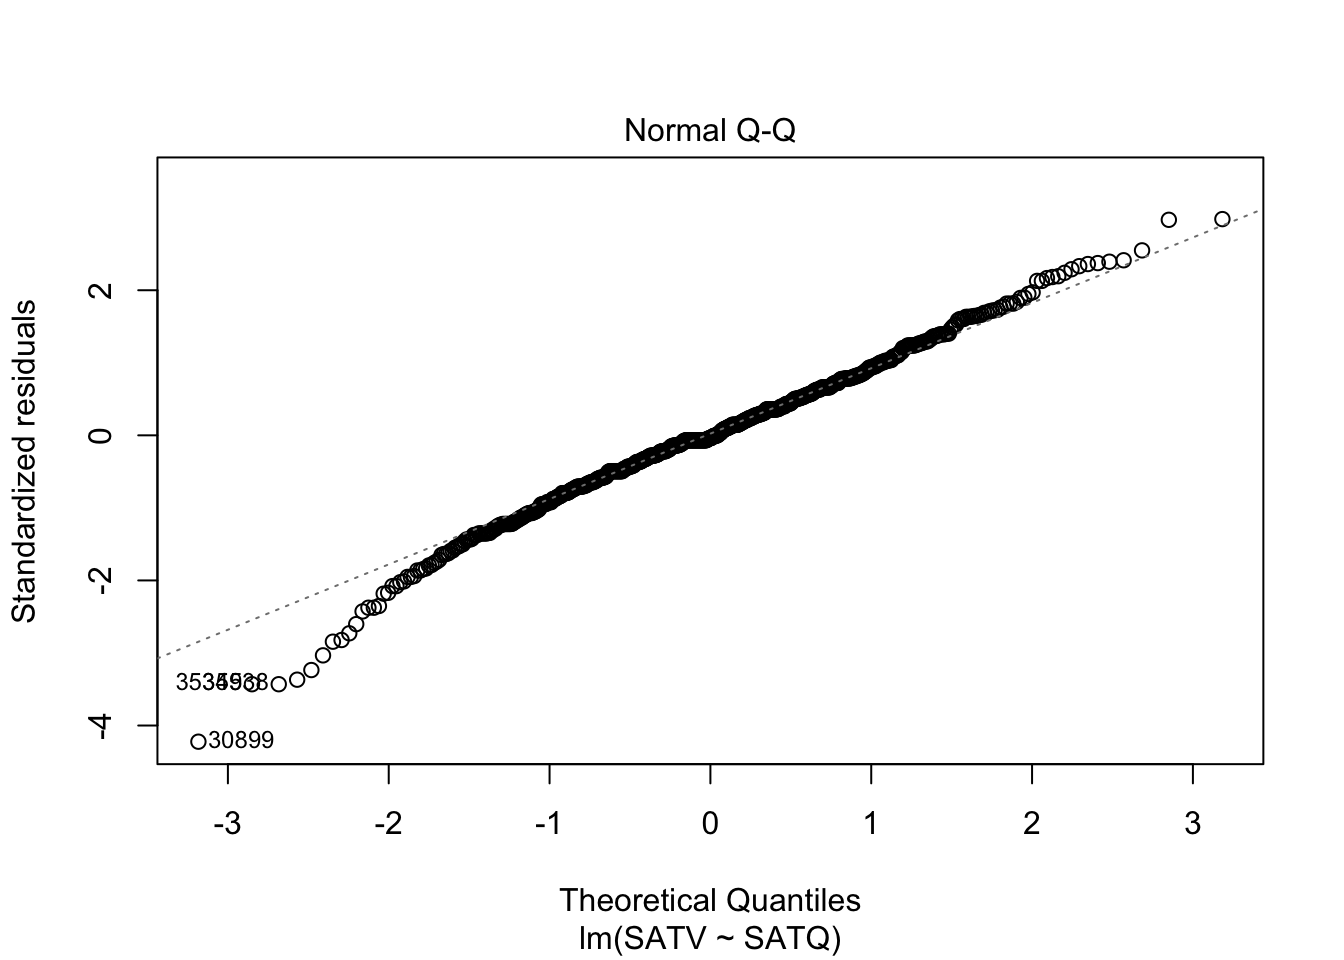 Normal Q-Q
Standardized residuals
2
0
-2
-4
30899
-3 -2 -1 0 1 2 3
Theoretical Quantiles
lm(SATV ~ SATQ)